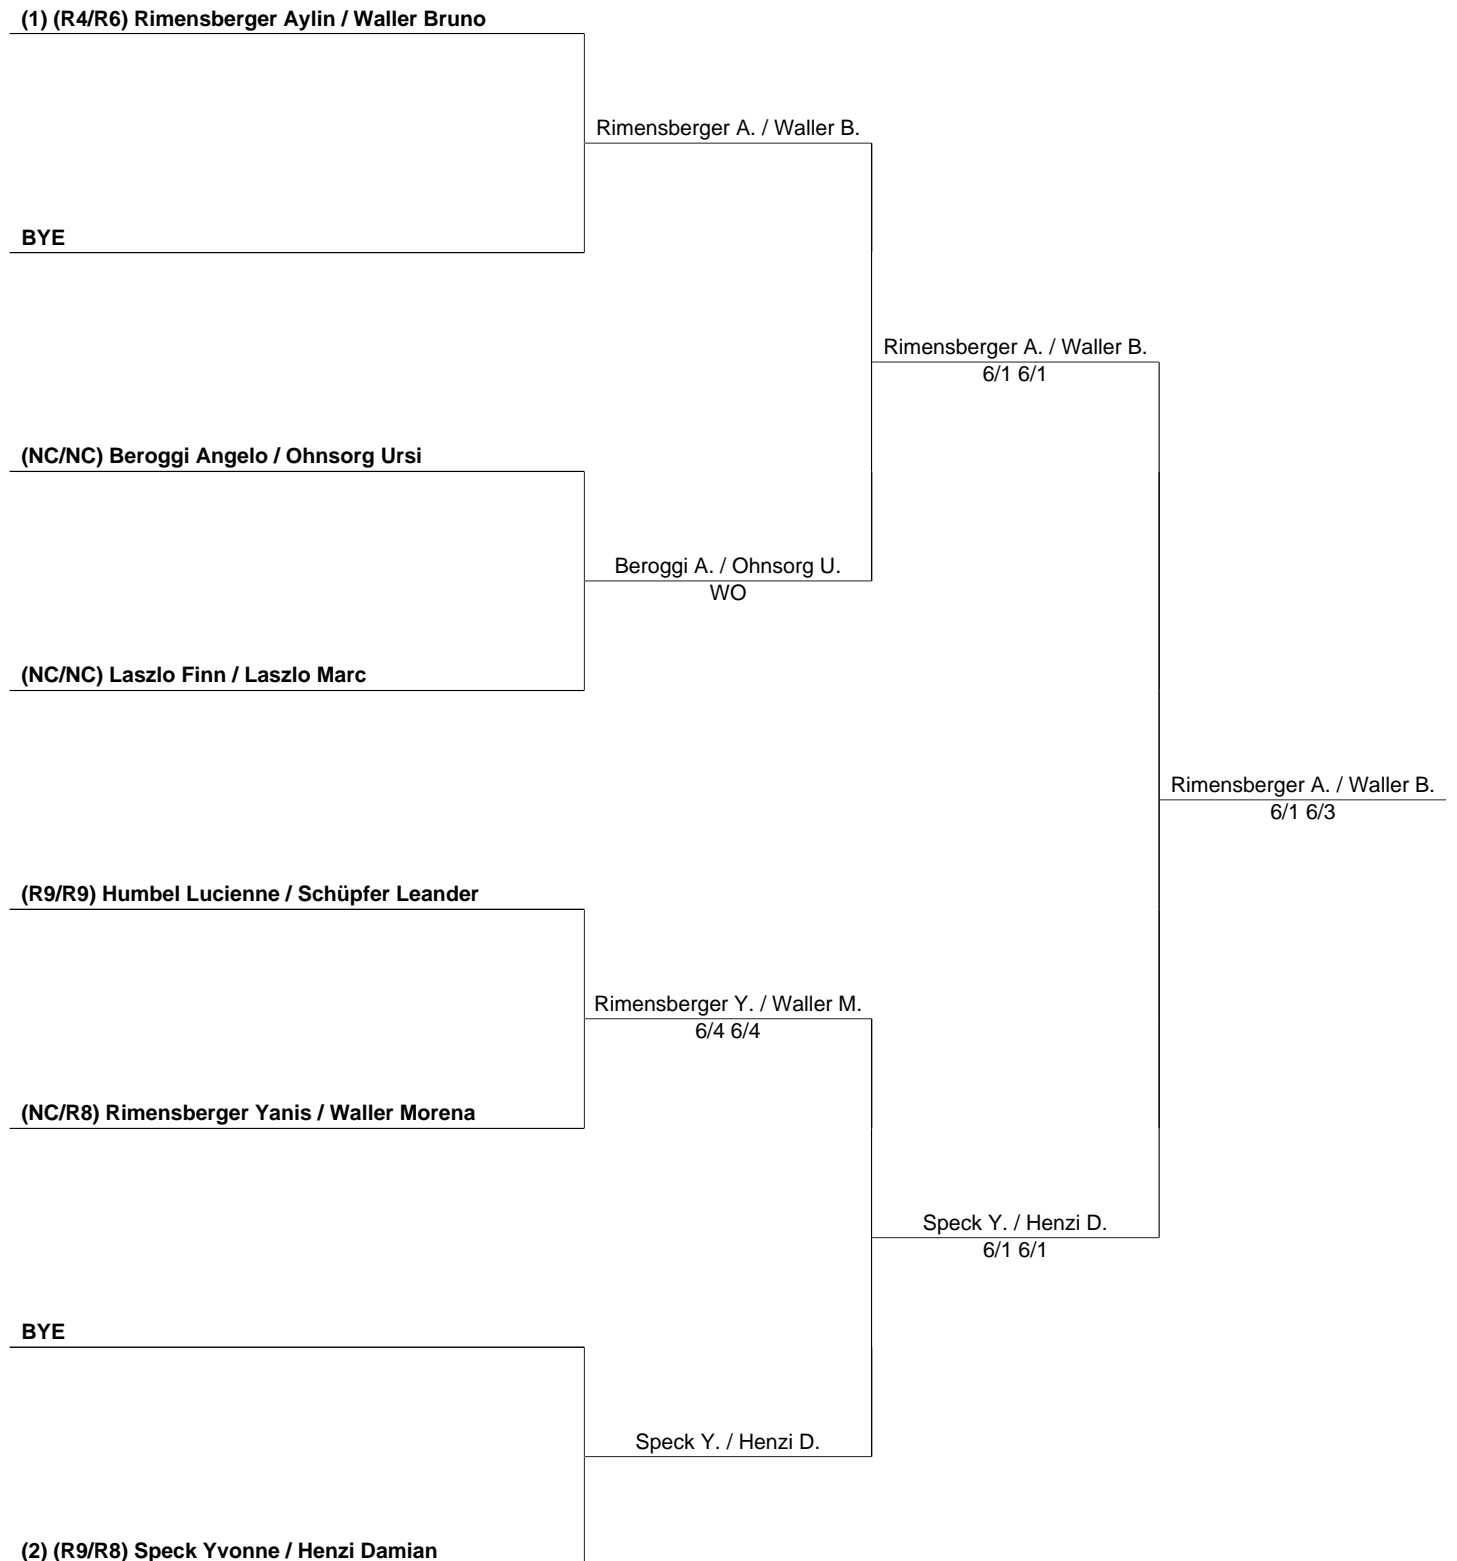 (1) (R4/R6) Rimensberger Aylin / Waller Bruno
Rimensberger A. / Waller B.
BYE
Rimensberger A. / Waller B.
6/1 6/1
(NC/NC) Beroggi Angelo / Ohnsorg Ursi
Beroggi A. / Ohnsorg U.
WO
(NC/NC) Laszlo Finn / Laszlo Marc
Rimensberger A. / Waller B.
6/1 6/3
(R9/R9) Humbel Lucienne / Schüpfer Leander
Rimensberger Y. / Waller M.
6/4 6/4
(NC/R8) Rimensberger Yanis / Waller Morena
Speck Y. / Henzi D.
6/1 6/1
BYE
Speck Y. / Henzi D.
(2) (R9/R8) Speck Yvonne / Henzi Damian